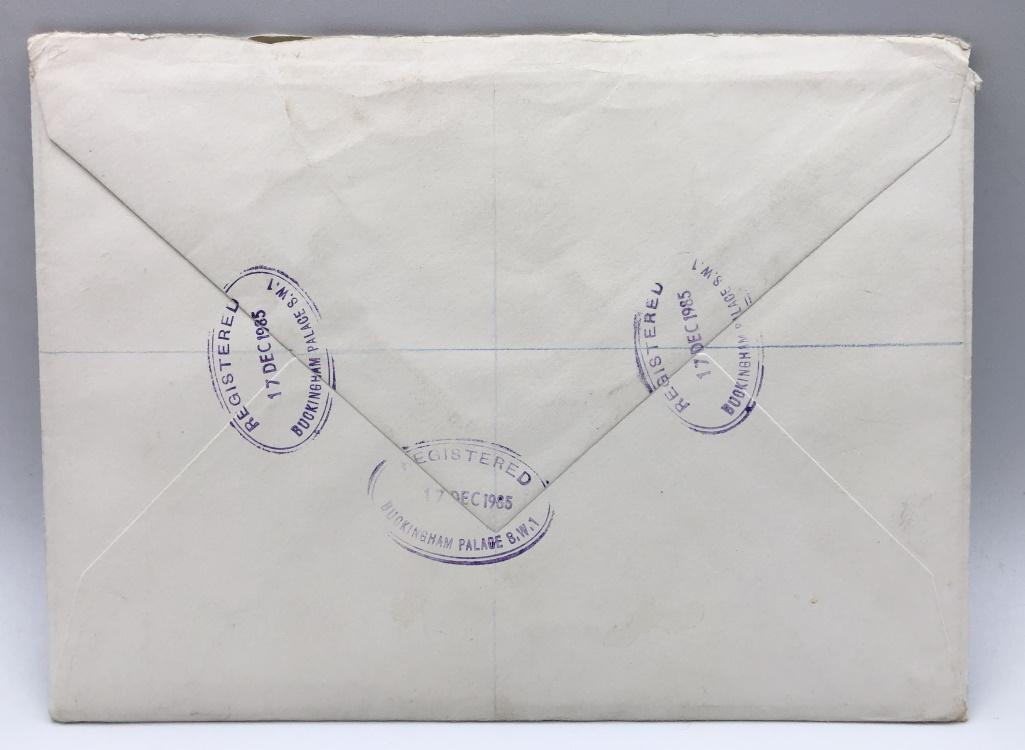 REGISTERED
17 DEC 1985
BUCKINGHAM PALACE S.W.1
REGISTERED
17 DEC 1985
BUCKINGHAM PALACE S.W.1
REGISTERED
17 DEC 1985
BUCKINGHAM PALACE S.W.1